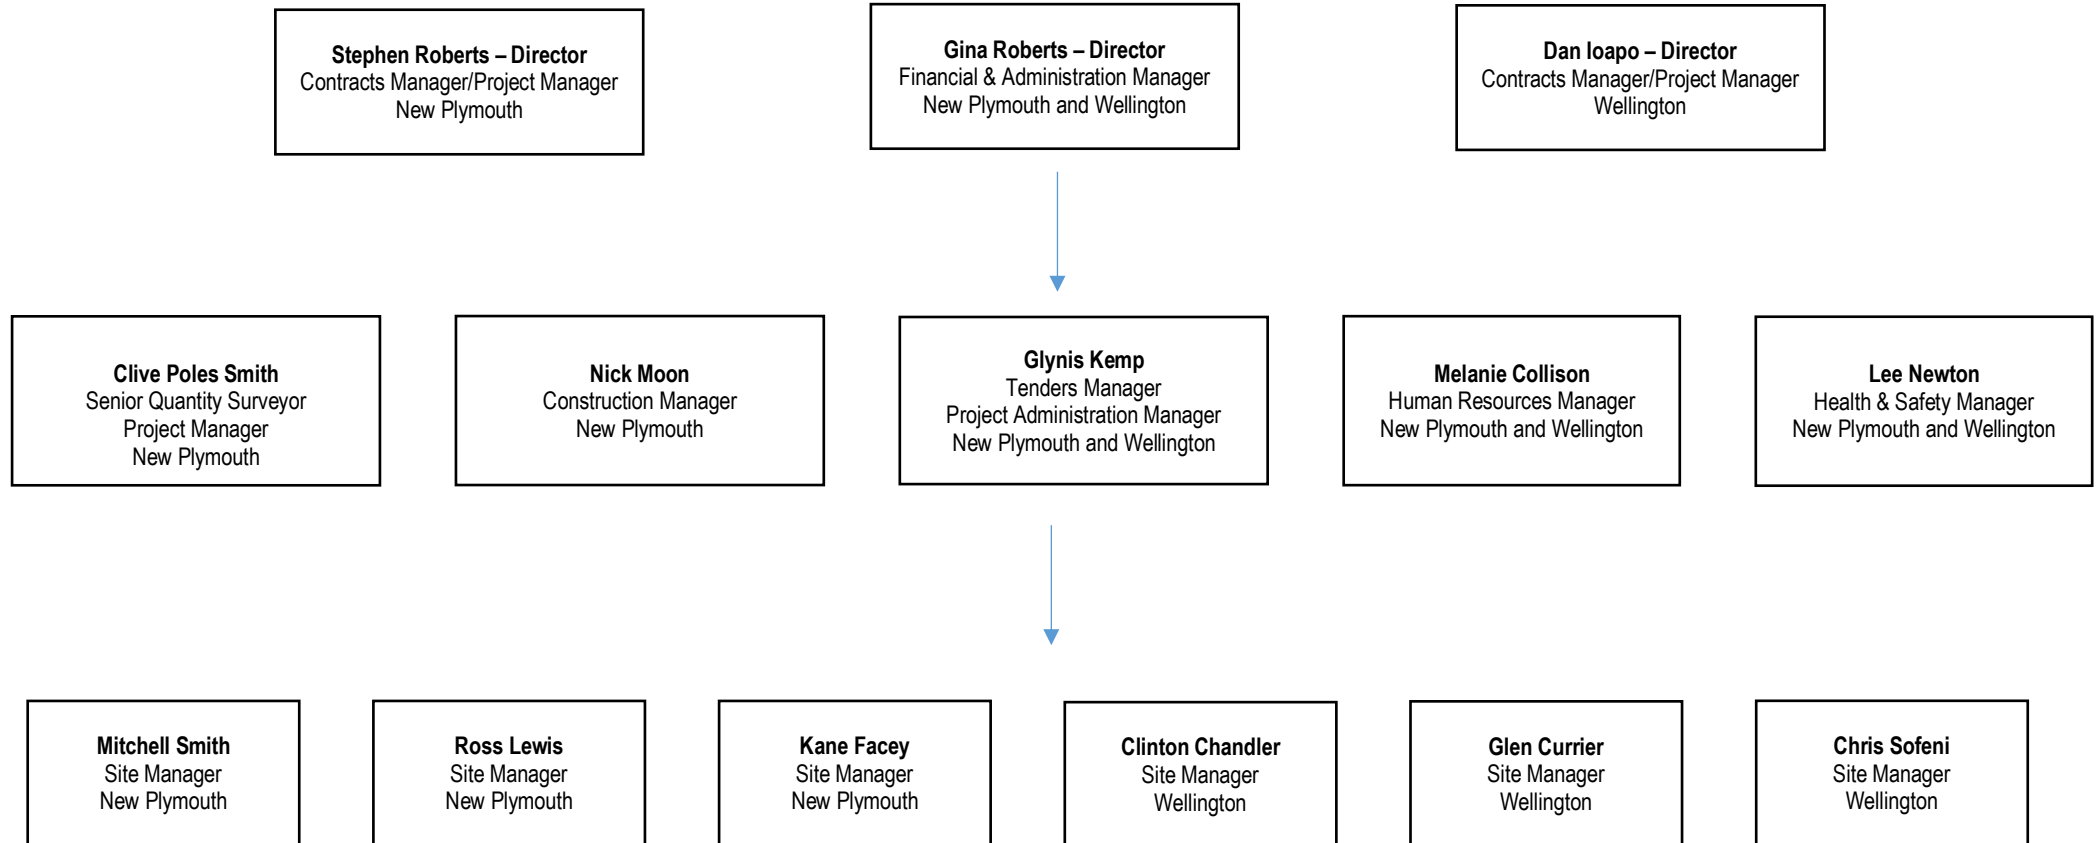 Stephen Roberts – Director
Contracts Manager/Project Manager
New Plymouth
Gina Roberts – Director
Financial & Administration Manager
New Plymouth and Wellington
Dan Ioapo – Director
Contracts Manager/Project Manager
Wellington
Clive Poles Smith
Senior Quantity Surveyor
Project Manager
New Plymouth
Nick Moon
Construction Manager
New Plymouth
Glynis Kemp
Tenders Manager
Project Administration Manager
New Plymouth and Wellington
Melanie Collison
Human Resources Manager
New Plymouth and Wellington
Lee Newton
Health & Safety Manager
New Plymouth and Wellington
Mitchell Smith
Site Manager
New Plymouth
Ross Lewis
Site Manager
New Plymouth
Kane Facey
Site Manager
New Plymouth
Clinton Chandler
Site Manager
Wellington
Glen Currier
Site Manager
Wellington
Chris Sofeni
Site Manager
Wellington